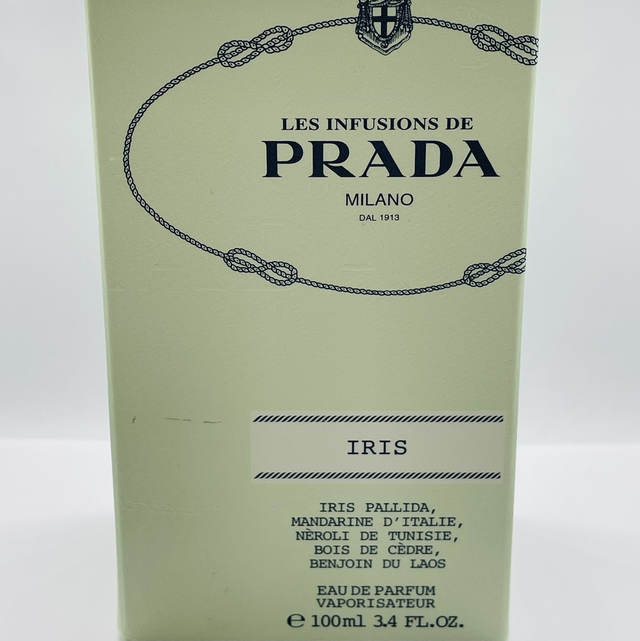 LES INFUSIONS DE
PRADA
MILANO
DAL 1913
IRIS
IRIS PALLIDA,
MANDARINE D'ITALIE,
NÈROLI DE TUNISIE,
BOIS DE CÈDRE,
BENJOIN DU LAOS
EAU DE PARFUM
VAPORISATEUR
℮ 100ml 3.4 FL.OZ.